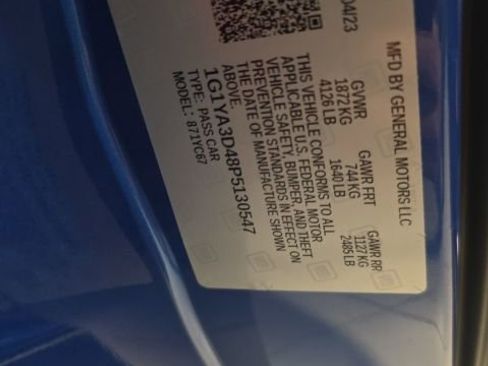 MFD BY GENERAL MOTORS LLC
04/23
GVWR
1872 KG
4126 LB
GAWR FRT
744 KG
1640 LB
GAWR RR
1127 KG
2485 LB
THIS VEHICLE CONFORMS TO ALL
APPLICABLE U.S. FEDERAL MOTOR
VEHICLE SAFETY, BUMPER, AND THEFT
PREVENTION STANDARDS IN EFFECT ON
THE DATE OF MANUFACTURE SHOWN
ABOVE.
1G1YA3D48P5130547
TYPE: PASS CAR
MODEL: 871YC67